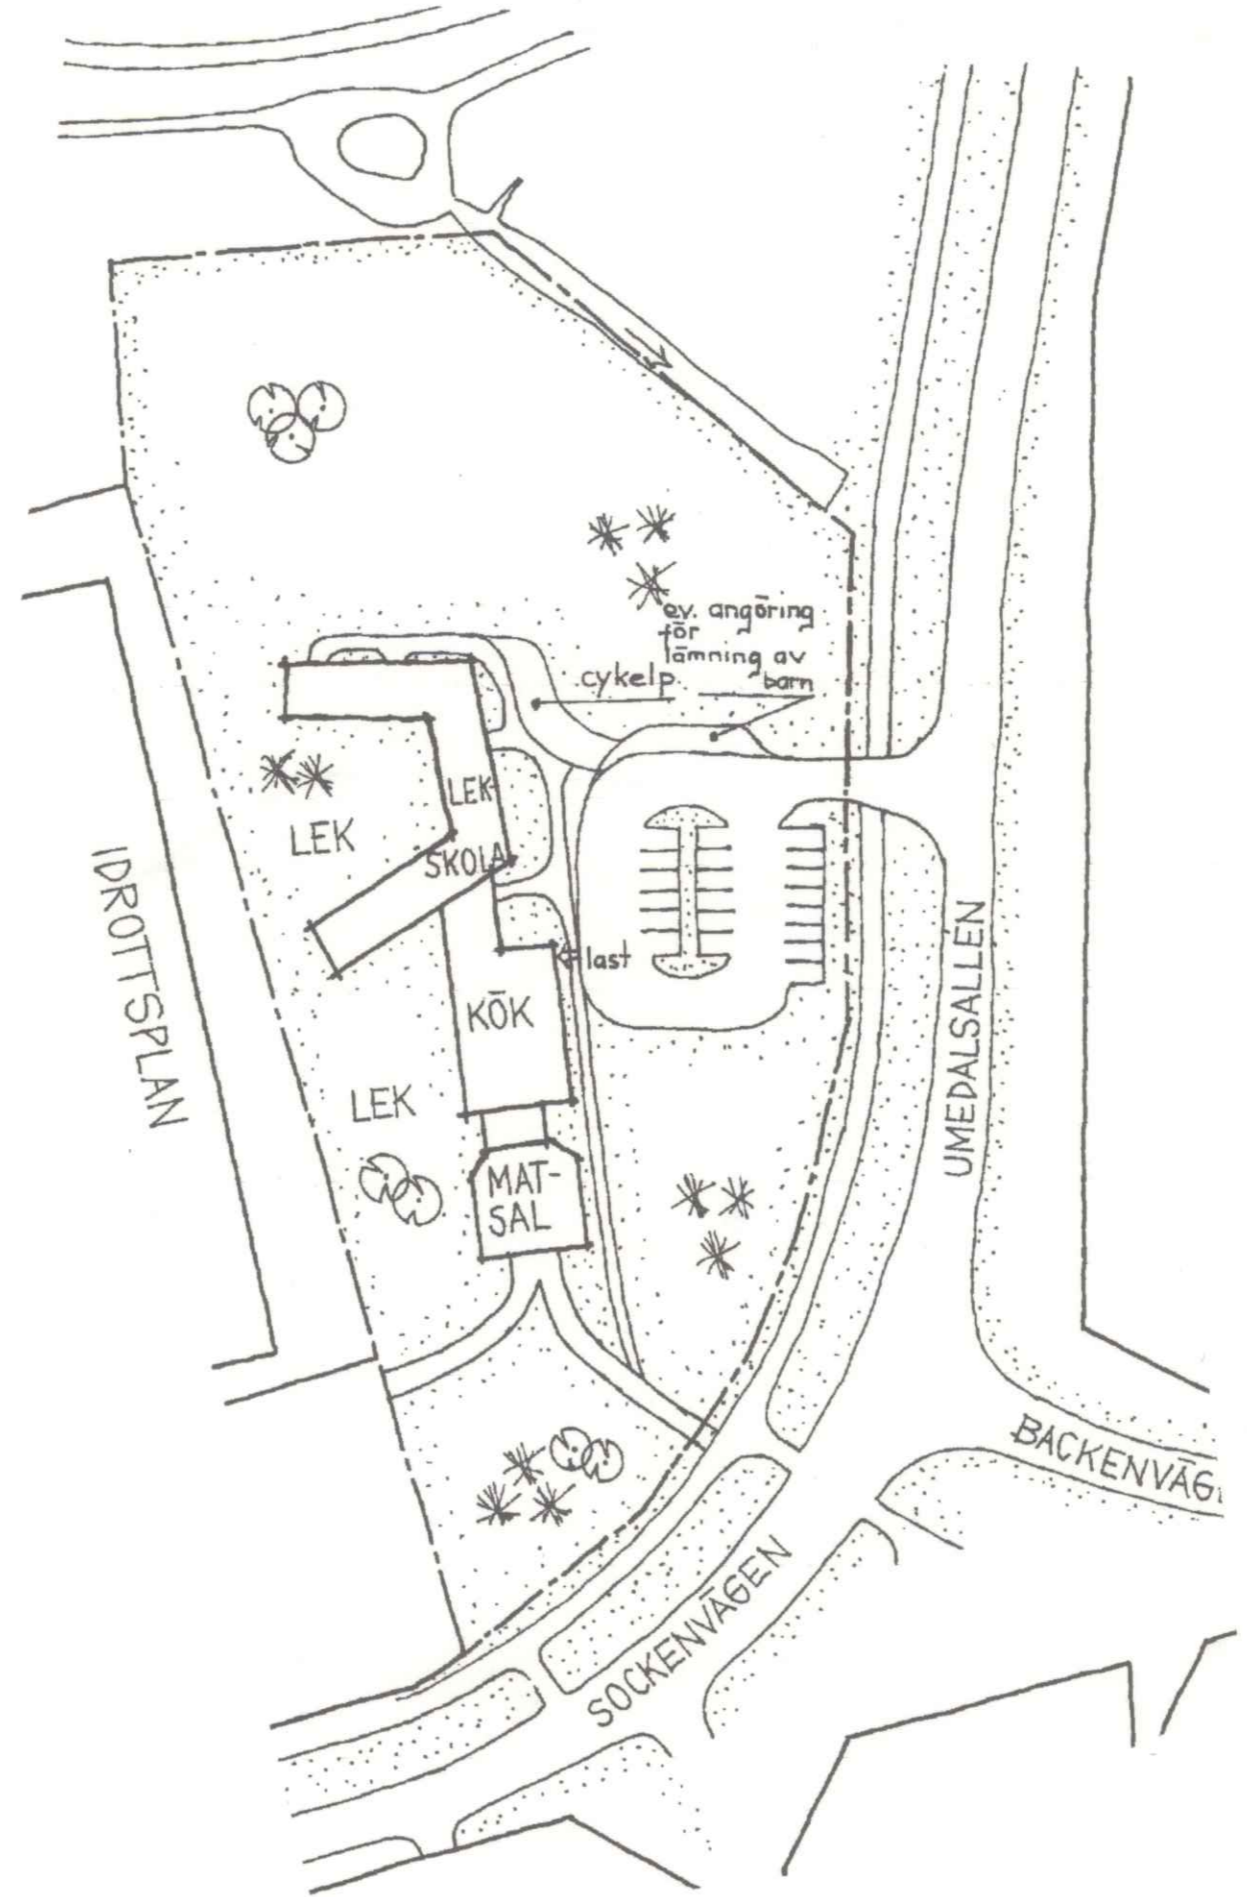 ev. angöring
för
lämning av
barn
cykelp.
LEK-
SKOLA
LEK
last
KÖK
LEK
MAT-
SAL
IDROTTSPLAN
UMEDALSALLEN
BACKENVÄG
SOCKENVÄGEN